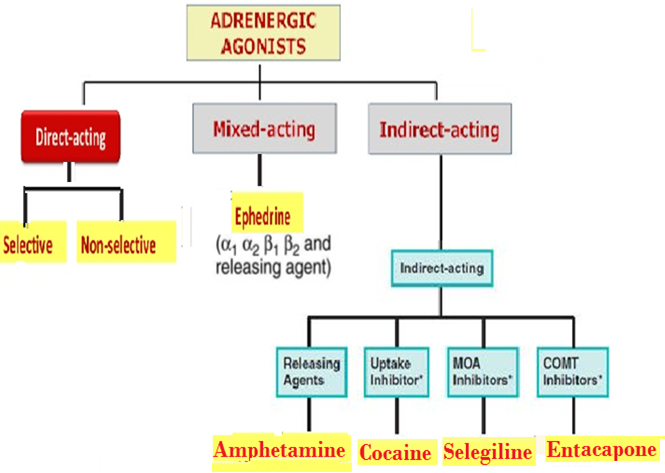 ADRENERGIC
AGONISTS
Direct-acting
Mixed-acting
Indirect-acting
Selective
Non-selective
Ephedrine
(α1 α2 β1 β2 and
releasing agent)
Indirect-acting
Releasing
Agents
Uptake
Inhibitor*
MOA
Inhibitors*
COMT
Inhibitors*
Amphetamine
Cocaine
Selegiline
Entacapone